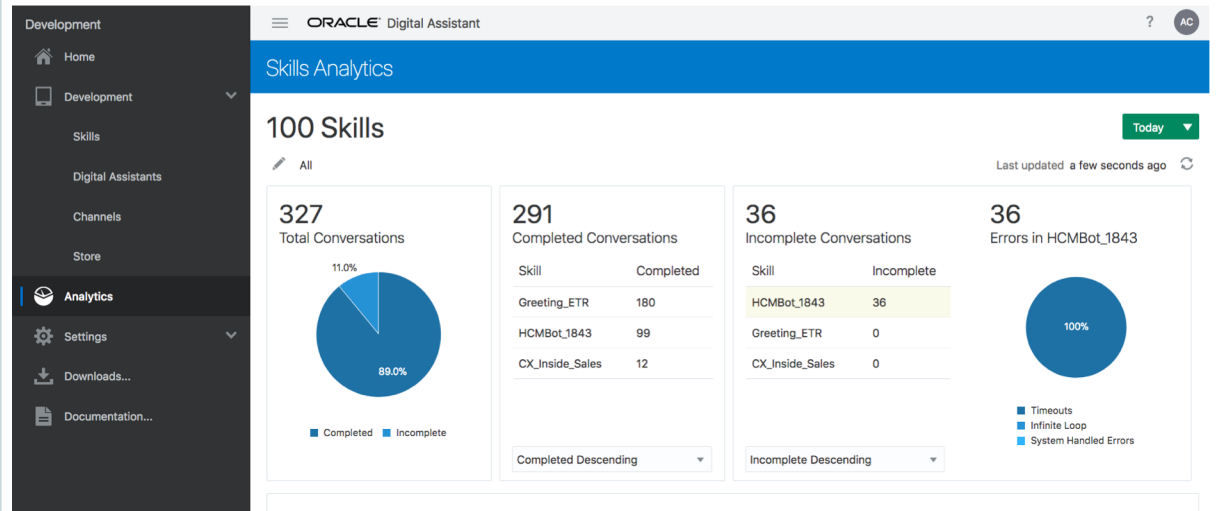 Development
Home
Development
Skills
Digital Assistants
Channels
Store
Analytics
Settings
Downloads...
Documentation...
ORACLE® Digital Assistant
?
AC
Skills Analytics
100 Skills
Today
All
Last updated a few seconds ago
327
Total Conversations
11.0%
89.0%
Completed Incomplete
291
Completed Conversations
Skill Completed
Greeting_ETR 180
HCMBot_1843 99
CX_Inside_Sales 12
Completed Descending
36
Incomplete Conversations
Skill Incomplete
HCMBot_1843 36
Greeting_ETR 0
CX_Inside_Sales 0
Incomplete Descending
36
Errors in HCMBot_1843
100%
Timeouts
Infinite Loop
System Handled Errors